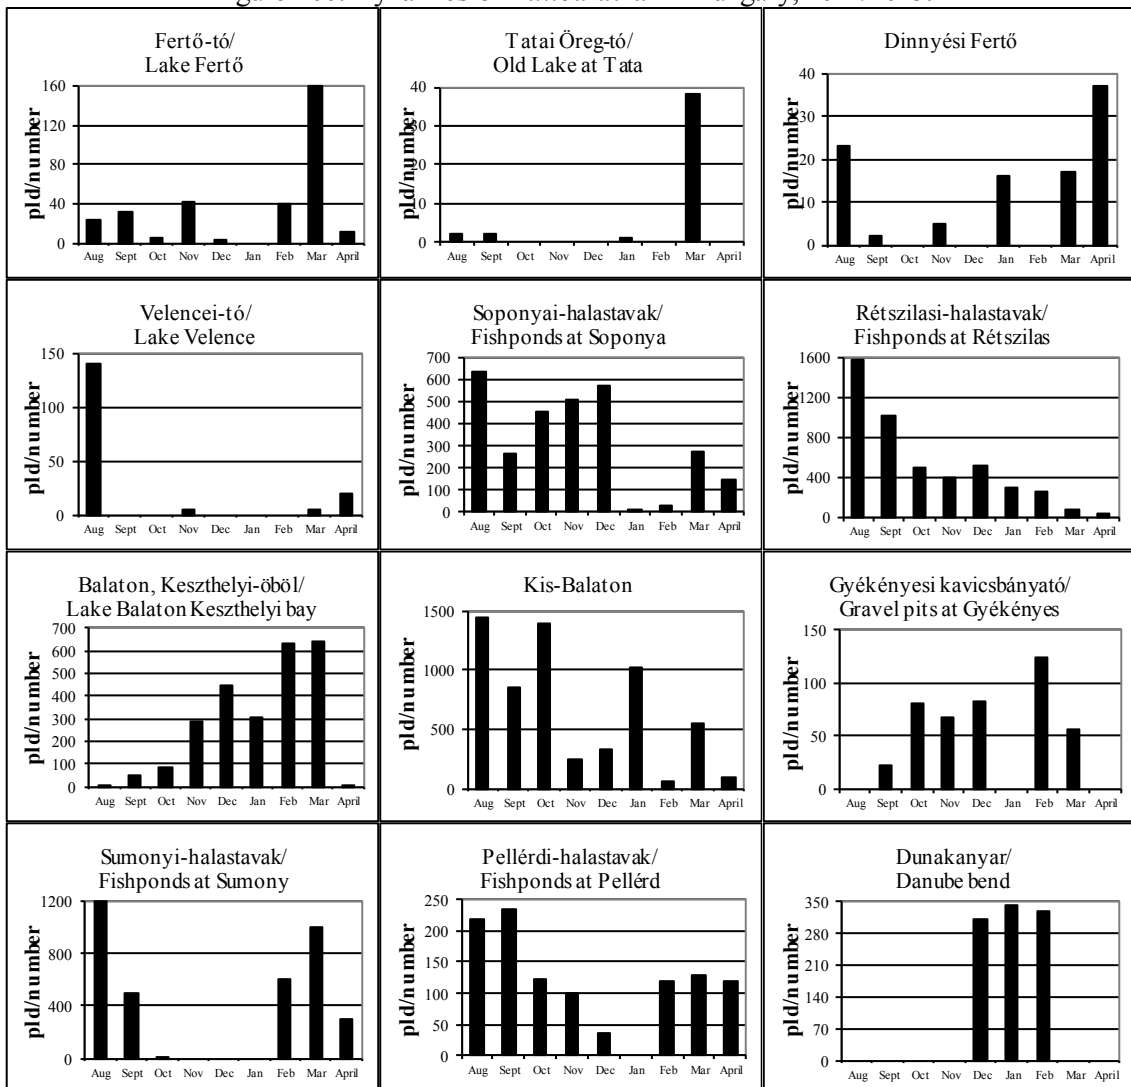 Fertő-tó/
Lake Fertő
pld/number
160
120
80
40
0
Aug Sept Oct Nov Dec Jan Feb Mar April
Tatai Öreg-tó/
Old Lake at Tata
pld/number
40
30
20
10
0
Aug Sept Oct Nov Dec Jan Feb Mar April
Dinnyési Fertő
pld/number
40
30
20
10
0
Aug Sept Oct Nov Dec Jan Feb Mar April
Velencei-tó/
Lake Velence
pld/number
150
100
50
0
Aug Sept Oct Nov Dec Jan Feb Mar April
Soponyai-halastavak/
Fishponds at Soponya
pld/number
700
600
500
400
300
200
100
0
Aug Sept Oct Nov Dec Jan Feb Mar April
Rétszilasi-halastavak/
Fishponds at Rétszilas
pld/number
1600
1200
800
400
0
Aug Sept Oct Nov Dec Jan Feb Mar April
Balaton, Keszthelyi-öböl/
Lake Balaton Keszthelyi bay
pld/number
700
600
500
400
300
200
100
0
Aug Sept Oct Nov Dec Jan Feb Mar April
Kis-Balaton
pld/number
1500
1000
500
0
Aug Sept Oct Nov Dec Jan Feb Mar April
Gyékényesi kavicsbányató/
Gravel pits at Gyékényes
pld/number
150
100
50
0
Aug Sept Oct Nov Dec Jan Feb Mar April
Sumonyi-halastavak/
Fishponds at Sumony
pld/number
1200
800
400
0
Aug Sept Oct Nov Dec Jan Feb Mar April
Pellérdi-halastavak/
Fishponds at Pellérd
pld/number
250
200
150
100
50
0
Aug Sept Oct Nov Dec Jan Feb Mar April
Dunakanyar/
Danube bend
pld/number
350
280
210
140
70
0
Aug Sept Oct Nov Dec Jan Feb Mar April